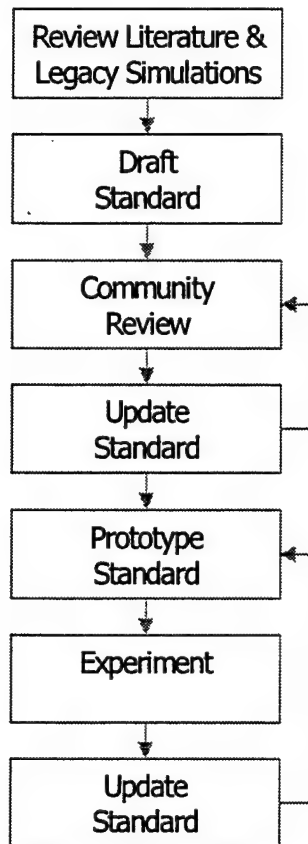 Review Literature &
Legacy Simulations
Draft
Standard
Community
Review
Update
Standard
Prototype
Standard
Experiment
Update
Standard